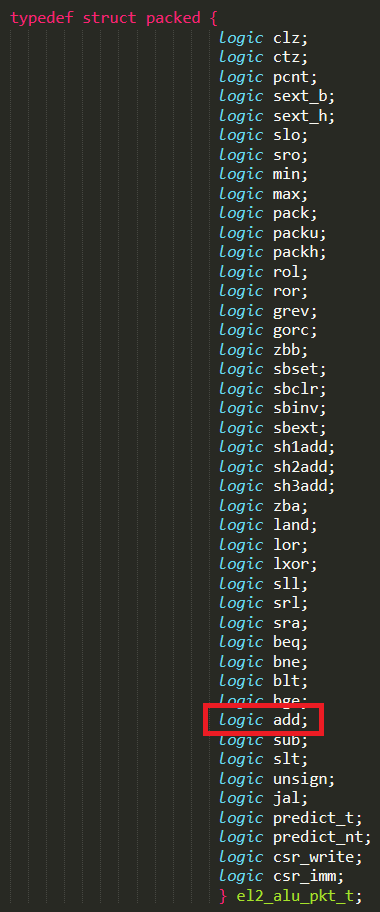 typedef struct packed {
logic clz;
logic ctz;
logic pcnt;
logic sext_b;
logic sext_h;
logic slo;
logic sro;
logic min;
logic max;
logic pack;
logic packu;
logic packh;
logic rol;
logic ror;
logic grev;
logic gorc;
logic zbb;
logic sbset;
logic sbclr;
logic sbinv;
logic sbext;
logic sh1add;
logic sh2add;
logic sh3add;
logic zba;
logic land;
logic lor;
logic lxor;
logic sll;
logic srl;
logic sra;
logic beq;
logic bne;
logic blt;
logic bge;
logic add;
logic sub;
logic slt;
logic unsign;
logic jal;
logic predict_t;
logic predict_nt;
logic csr_write;
logic csr_imm;
} el2_alu_pkt_t;